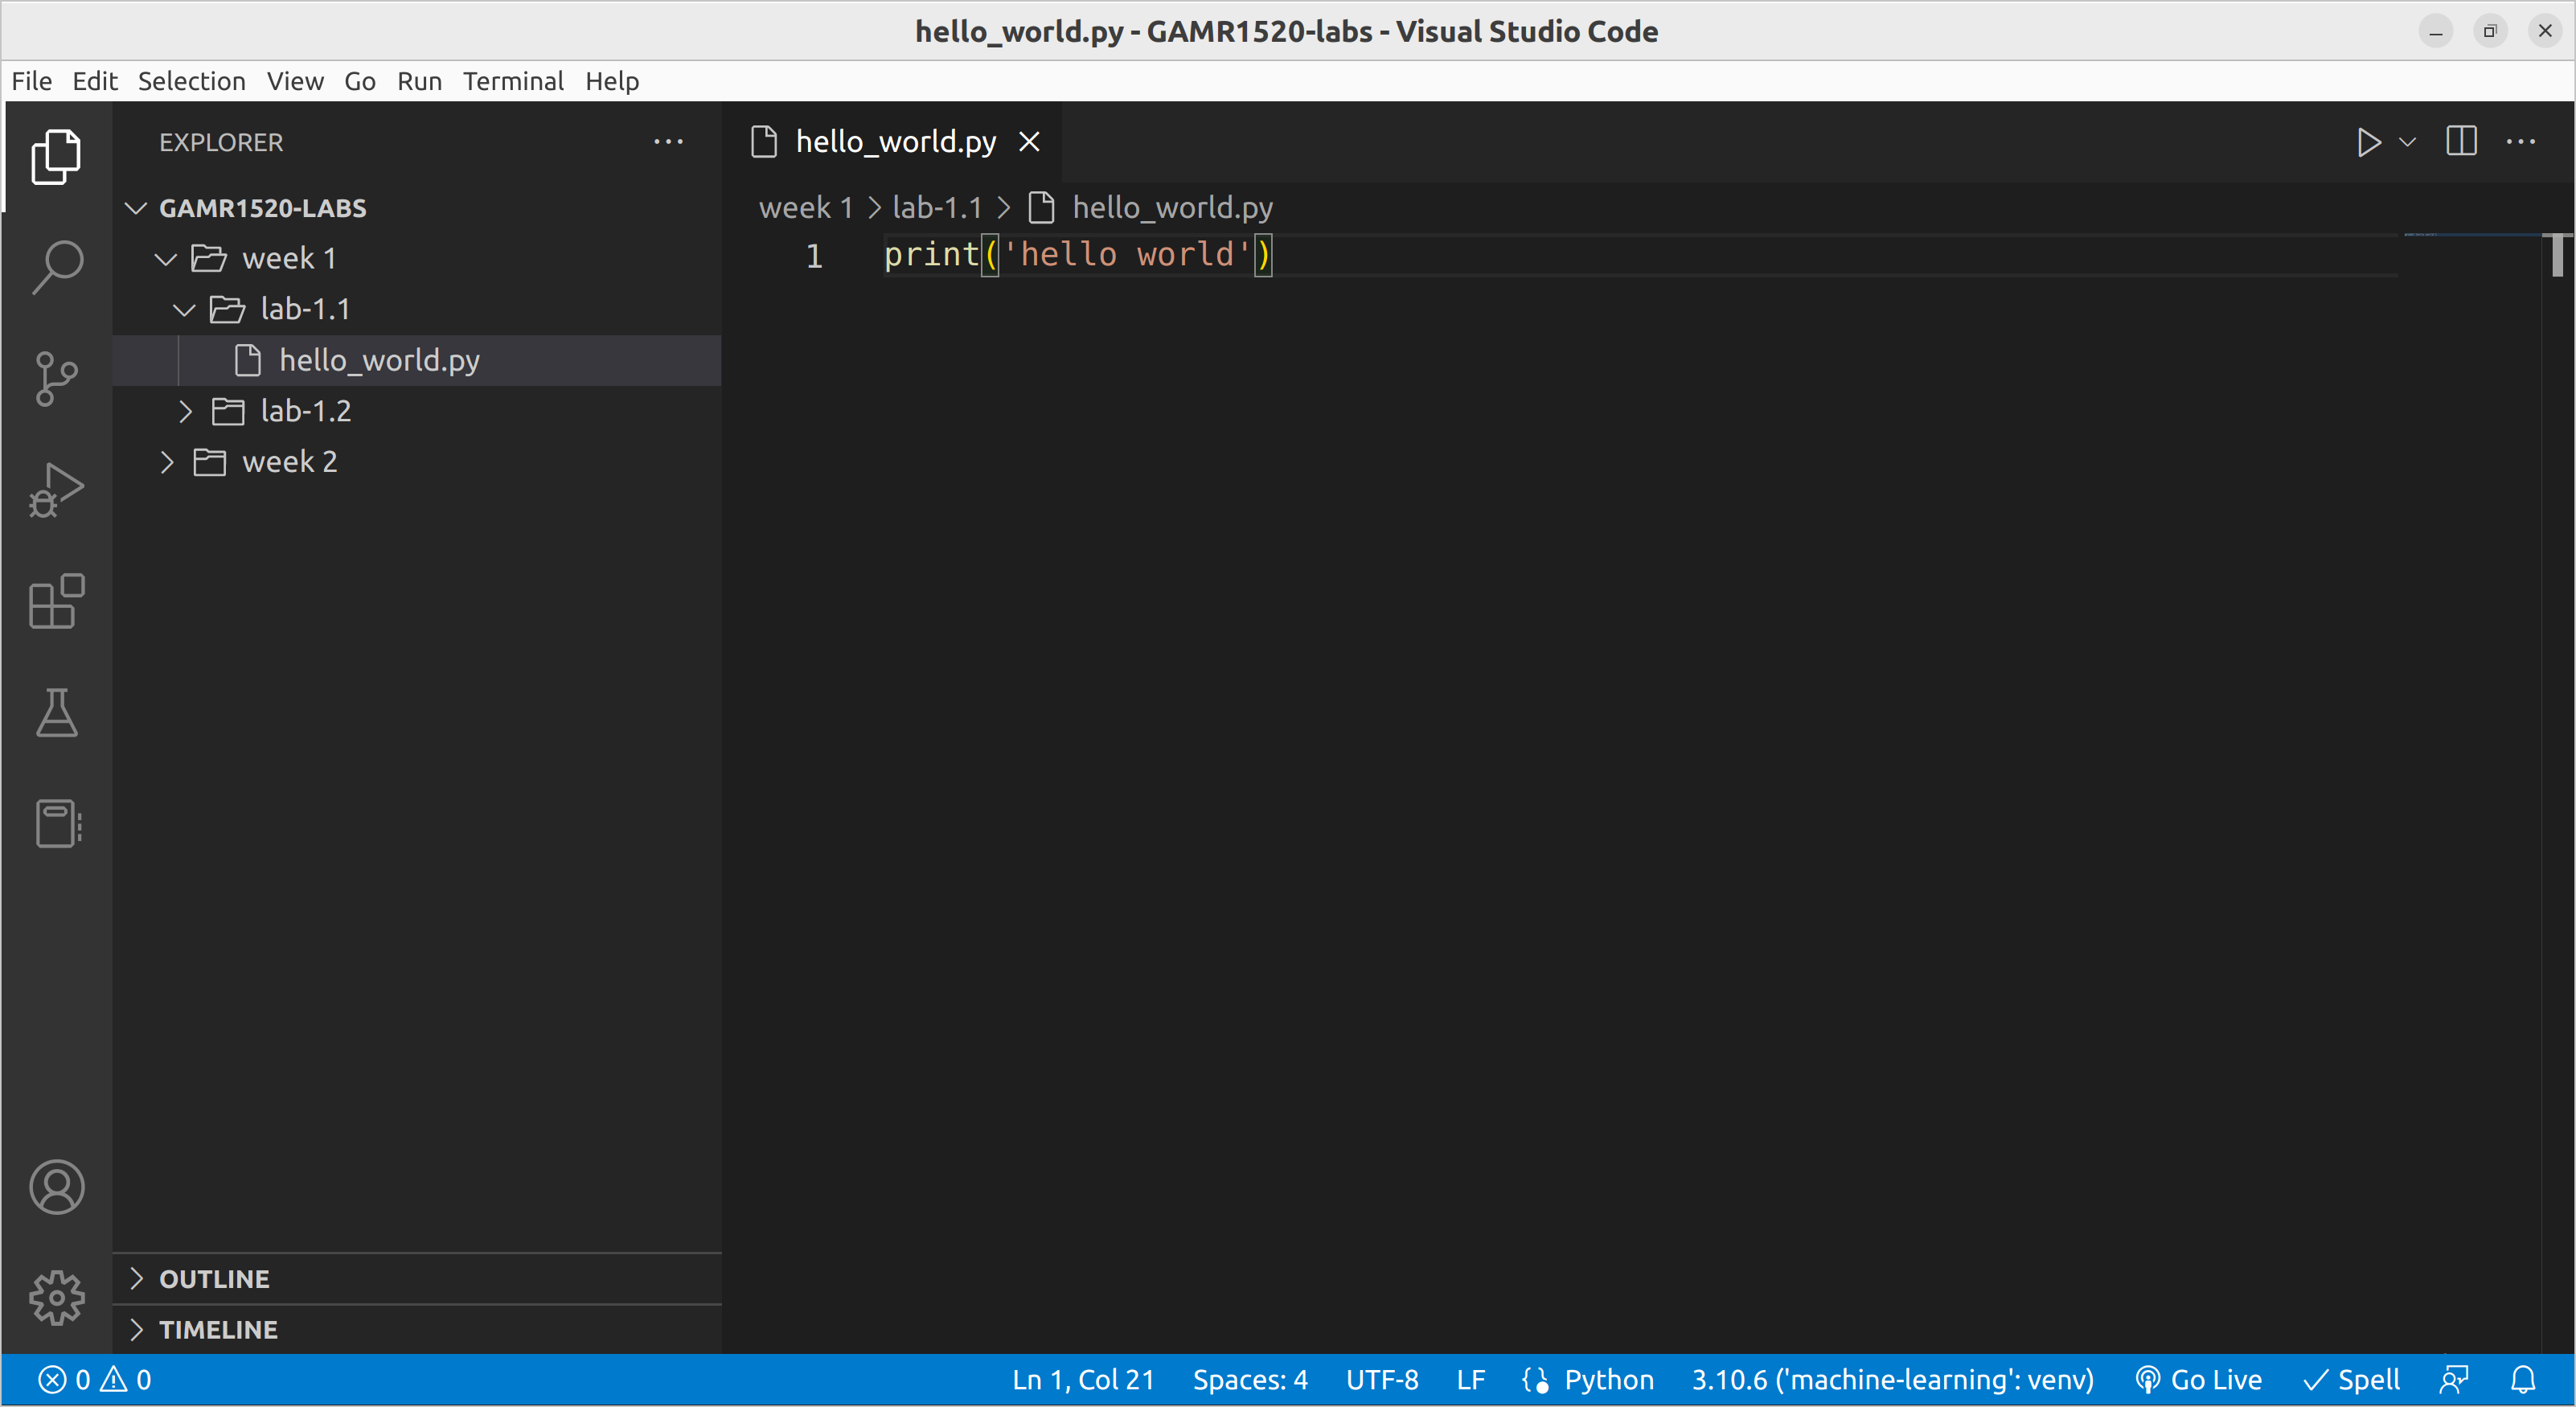 hello_world.py - GAMR1520-labs - Visual Studio Code
File Edit Selection View Go Run Terminal Help
EXPLORER
GAMR1520-LABS
week 1
lab-1.1
hello_world.py
lab-1.2
week 2
OUTLINE
TIMELINE
hello_world.py
week 1 > lab-1.1 > hello_world.py
1 print('hello world')
0 0 Ln 1, Col 21 Spaces: 4 UTF-8 LF Python 3.10.6 ('machine-learning': venv) Go Live Spell